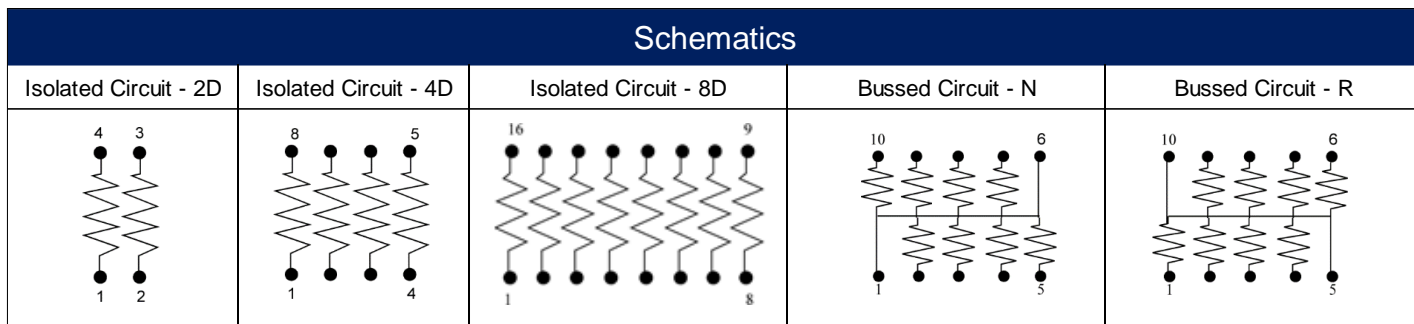 Schematics
Isolated Circuit - 2D
Isolated Circuit - 4D
Isolated Circuit - 8D
Bussed Circuit - N
Bussed Circuit - R
4 3
1 2
8 5
1 4
16 9
1 8
10 6
1 5
10 6
1 5